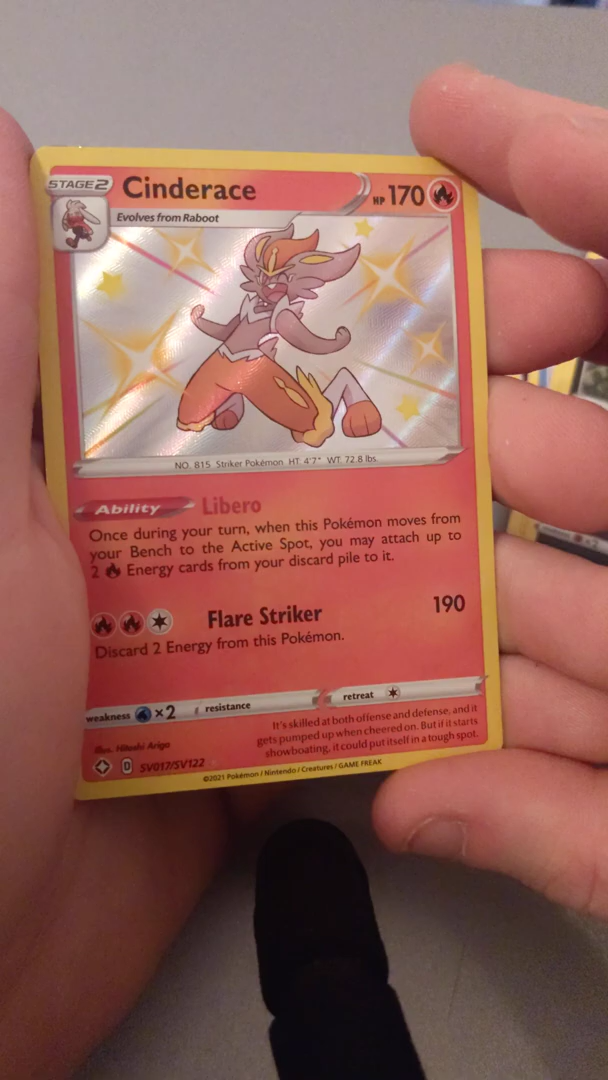 STAGE 2 Cinderace HP 170
Evolves from Raboot
NO. 815 Striker Pokémon HT 4'7" WT 72.8 lbs.
Ability Libero
Once during your turn, when this Pokémon moves from
your Bench to the Active Spot, you may attach up to
2 Energy cards from your discard pile to it.
Flare Striker 190
Discard 2 Energy from this Pokémon.
weakness ×2 resistance retreat
It's skilled at both offense and defense, and it
gets pumped up when cheered on. But if it starts
showboating, it could put itself in a tough spot.
Illus. Hitoshi Ariga
D SV017/SV122
©2021 Pokémon / Nintendo / Creatures / GAME FREAK